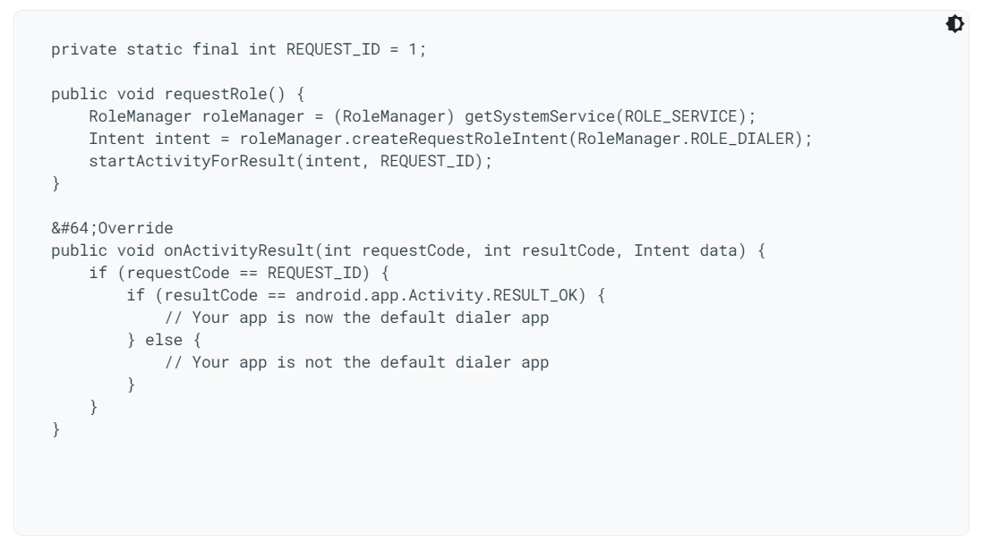 private static final int REQUEST_ID = 1;

public void requestRole() {
    RoleManager roleManager = (RoleManager) getSystemService(ROLE_SERVICE);
    Intent intent = roleManager.createRequestRoleIntent(RoleManager.ROLE_DIALER);
    startActivityForResult(intent, REQUEST_ID);
}

&#64;Override
public void onActivityResult(int requestCode, int resultCode, Intent data) {
    if (requestCode == REQUEST_ID) {
        if (resultCode == android.app.Activity.RESULT_OK) {
            // Your app is now the default dialer app
        } else {
            // Your app is not the default dialer app
        }
    }
}